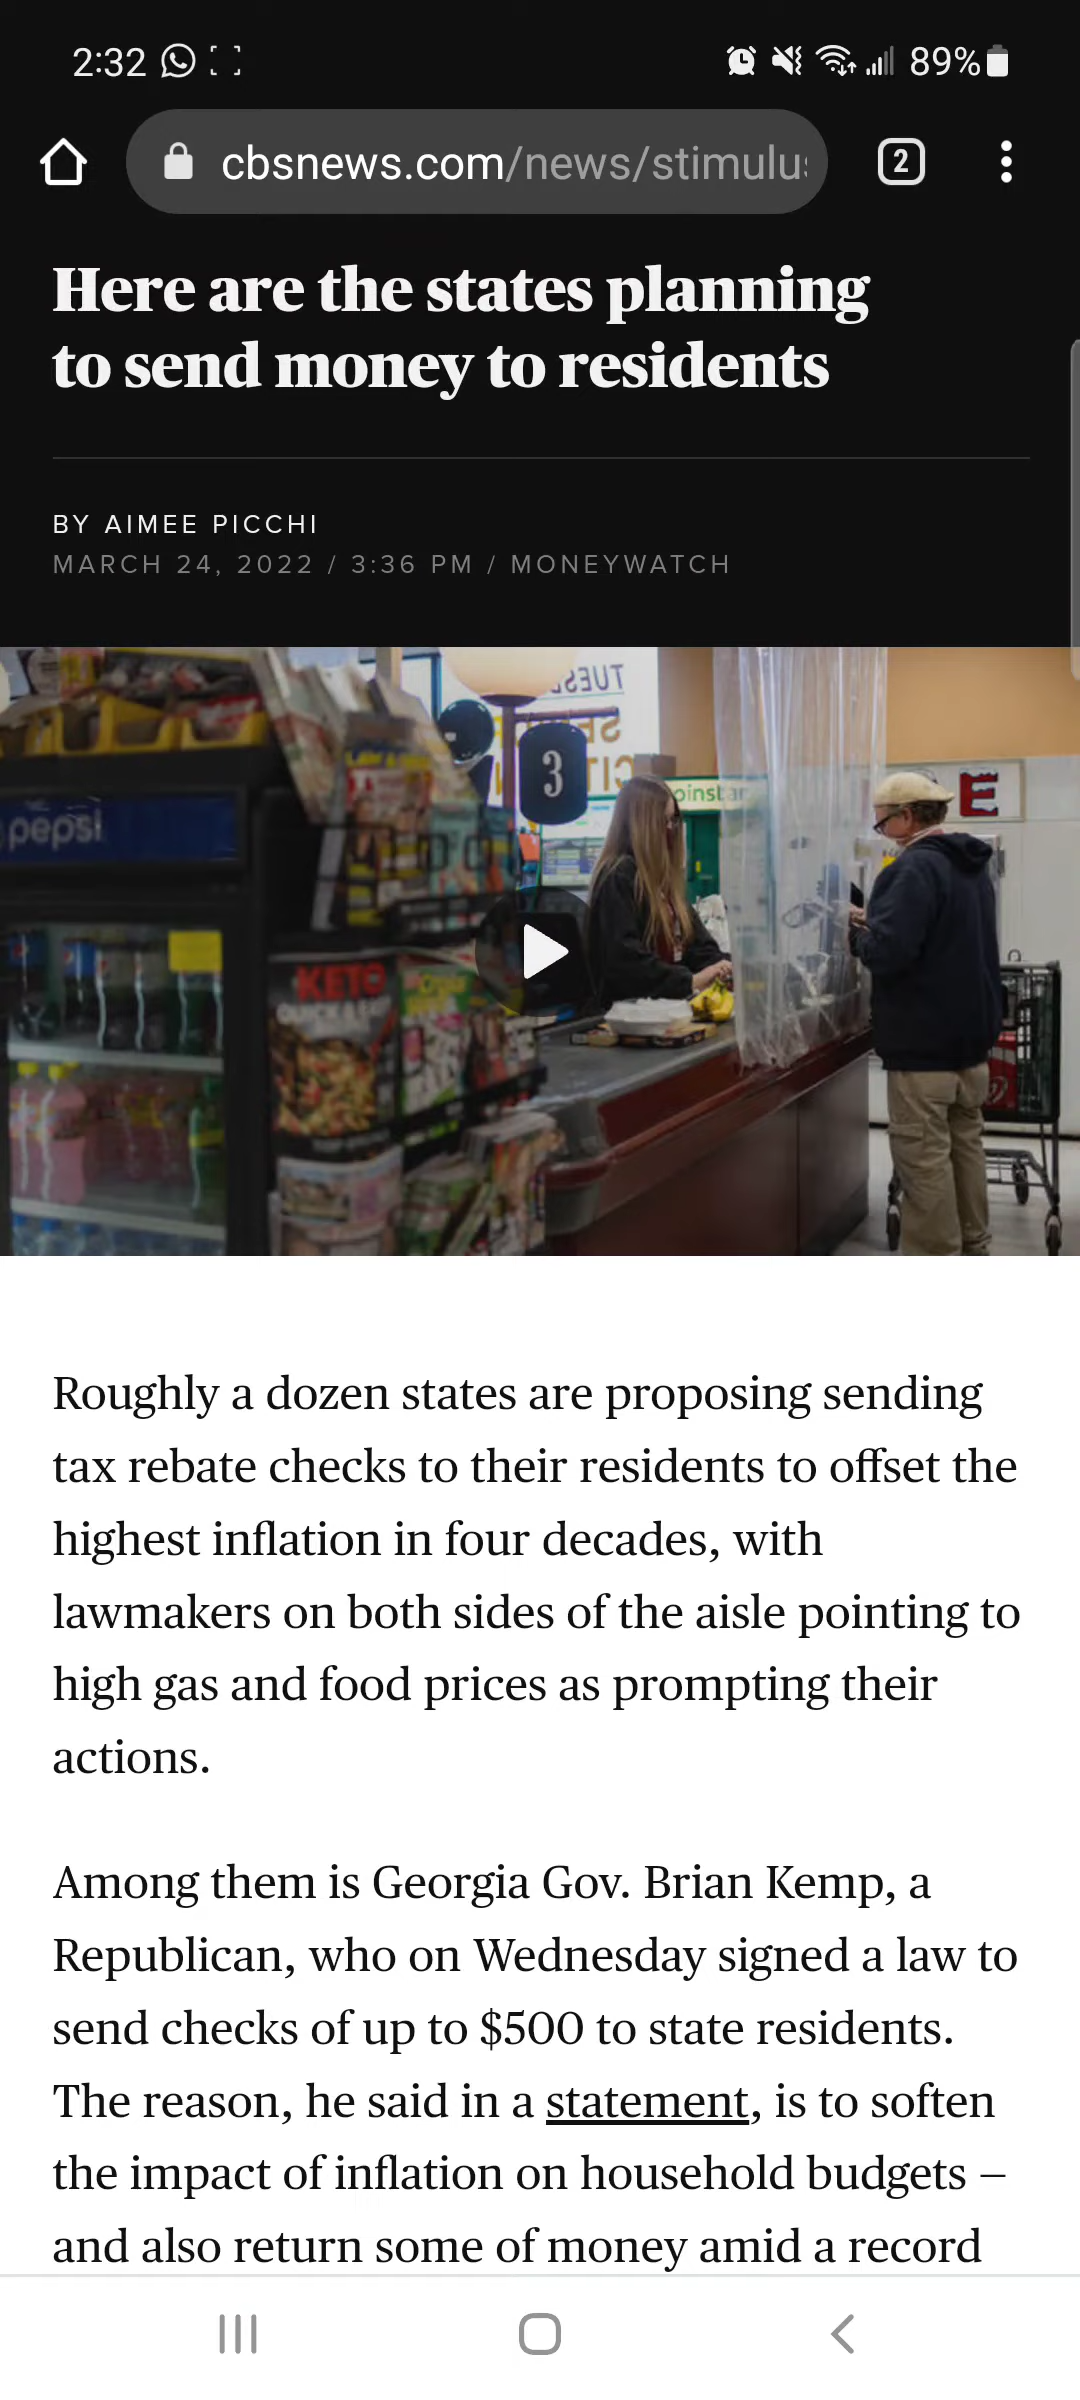 2:32
89%
cbsnews.com/news/stimulu
2
Here are the states planning
to send money to residents
BY AIMEE PICCHI
MARCH 24, 2022 / 3:36 PM / MONEYWATCH
TUES
3
pepsi
oinstar
E
KETO
Roughly a dozen states are proposing sending
tax rebate checks to their residents to offset the
highest inflation in four decades, with
lawmakers on both sides of the aisle pointing to
high gas and food prices as prompting their
actions.
Among them is Georgia Gov. Brian Kemp, a
Republican, who on Wednesday signed a law to
send checks of up to $500 to state residents.
The reason, he said in a statement, is to soften
the impact of inflation on household budgets —
and also return some of money amid a record